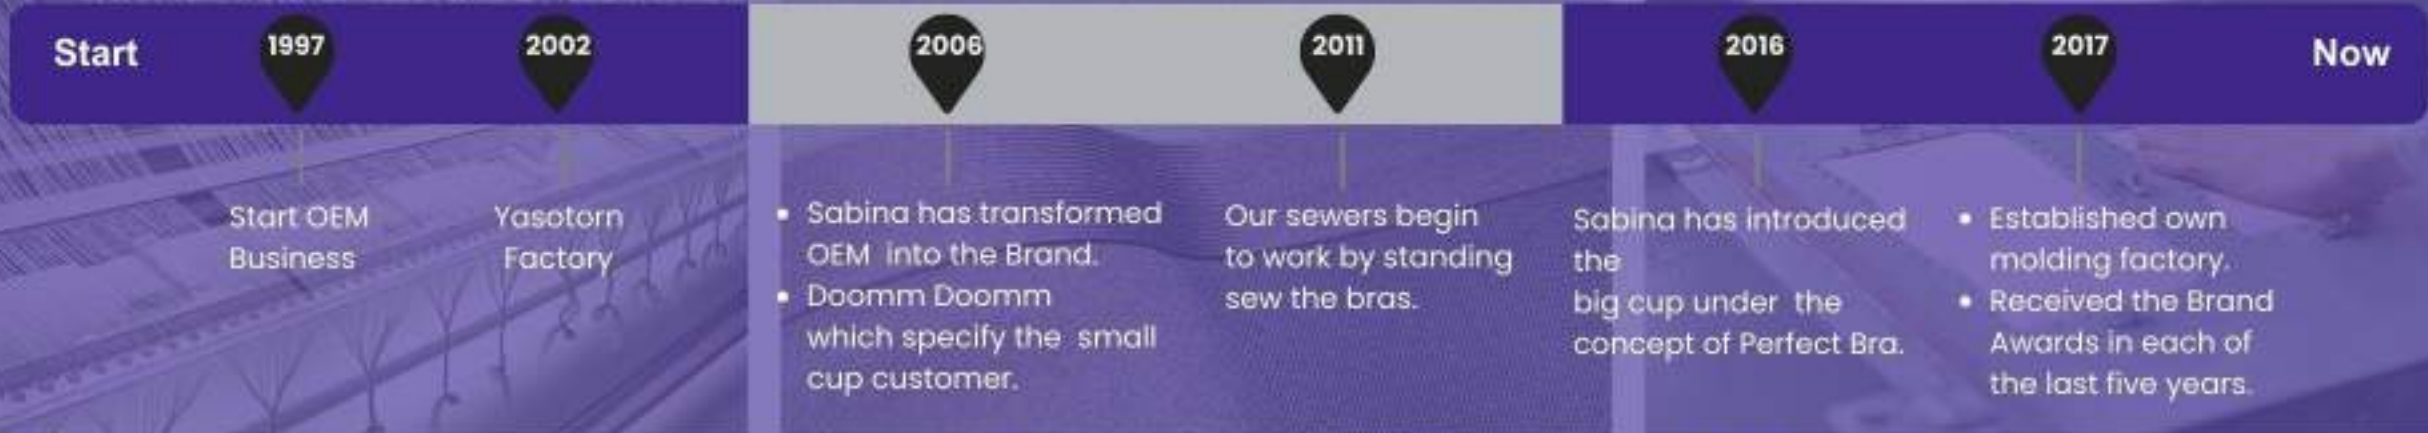 Start
1997
2002
2006
2011
2016
2017
Now
Start OEM
Business
Yasotorn
Factory
• Sabina has transformed
OEM into the Brand.
• Doomm Doomm
which specify the small
cup customer.
Our sewers begin
to work by standing
sew the bras.
Sabina has introduced
the
big cup under the
concept of Perfect Bra.
• Established own
molding factory.
• Received the Brand
Awards in each of
the last five years.